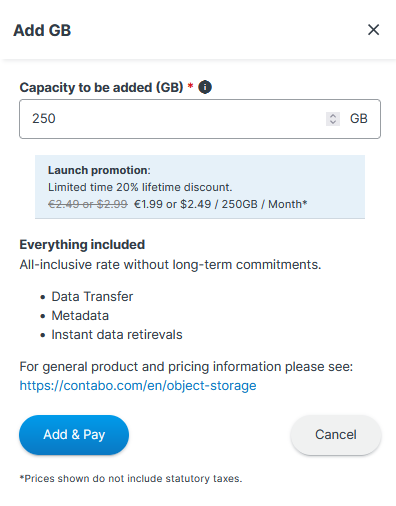 Add GB
Capacity to be added (GB) *
250 GB
Launch promotion:
Limited time 20% lifetime discount.
€2.49 or $2.99 €1.99 or $2.49 / 250GB / Month*
Everything included
All-inclusive rate without long-term commitments.
• Data Transfer
• Metadata
• Instant data retirevals
For general product and pricing information please see:
https://contabo.com/en/object-storage
Add & Pay Cancel
*Prices shown do not include statutory taxes.